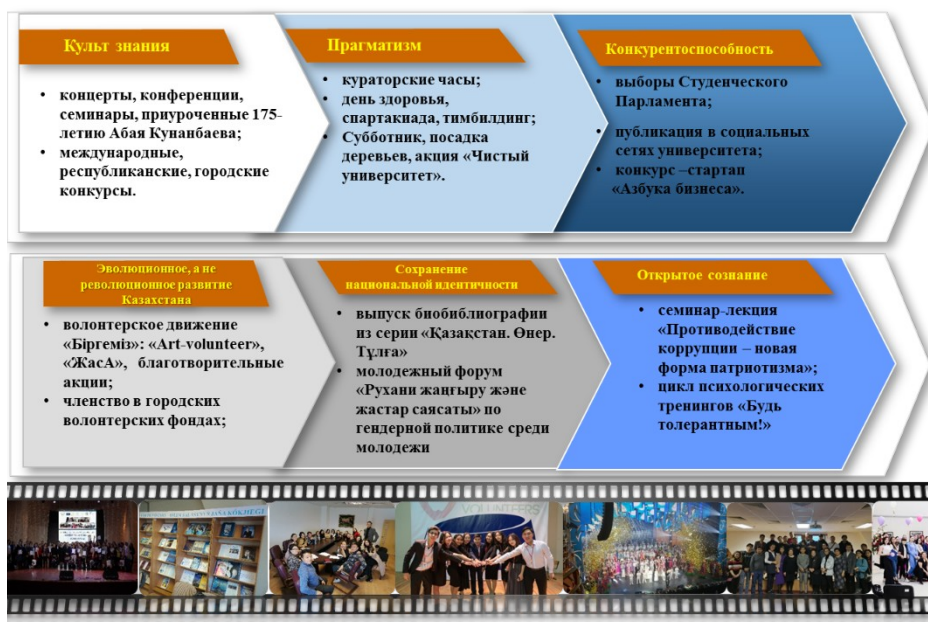 Культ знания
концерты, конференции,
семинары, приуроченные 175-
летию Абая Кунанбаева;
международные,
республиканские, городские
конкурсы.
Прагматизм
кураторские часы;
день здоровья,
спартакиада, тимбилдинг;
Субботник, посадка
деревьев, акция «Чистый
университет».
Конкурентоспособность
выборы Студенческого
Парламента;
публикация в социальных
сетях университета;
конкурс –стартап
«Азбука бизнеса».
Эволюционное, а не
революционное развитие
Казахстана
волонтерское движение
«Біргеміз»: «Art-volunteer»,
«ЖасА», благотворительные
акции;
членство в городских
волонтерских фондах;
Сохранение
национальной идентичности
выпуск биобиблиографии
из серии «Қазақстан. Өнер.
Тұлға»
молодежный форум
«Рухани жаңғыру және
жастар саясаты» по
гендерной политике среди
молодежи
Открытое сознание
семинар-лекция
«Противодействие
коррупции – новая
форма патриотизма»;
цикл психологических
тренингов «Будь
толерантным!»
VOLUNTEERS